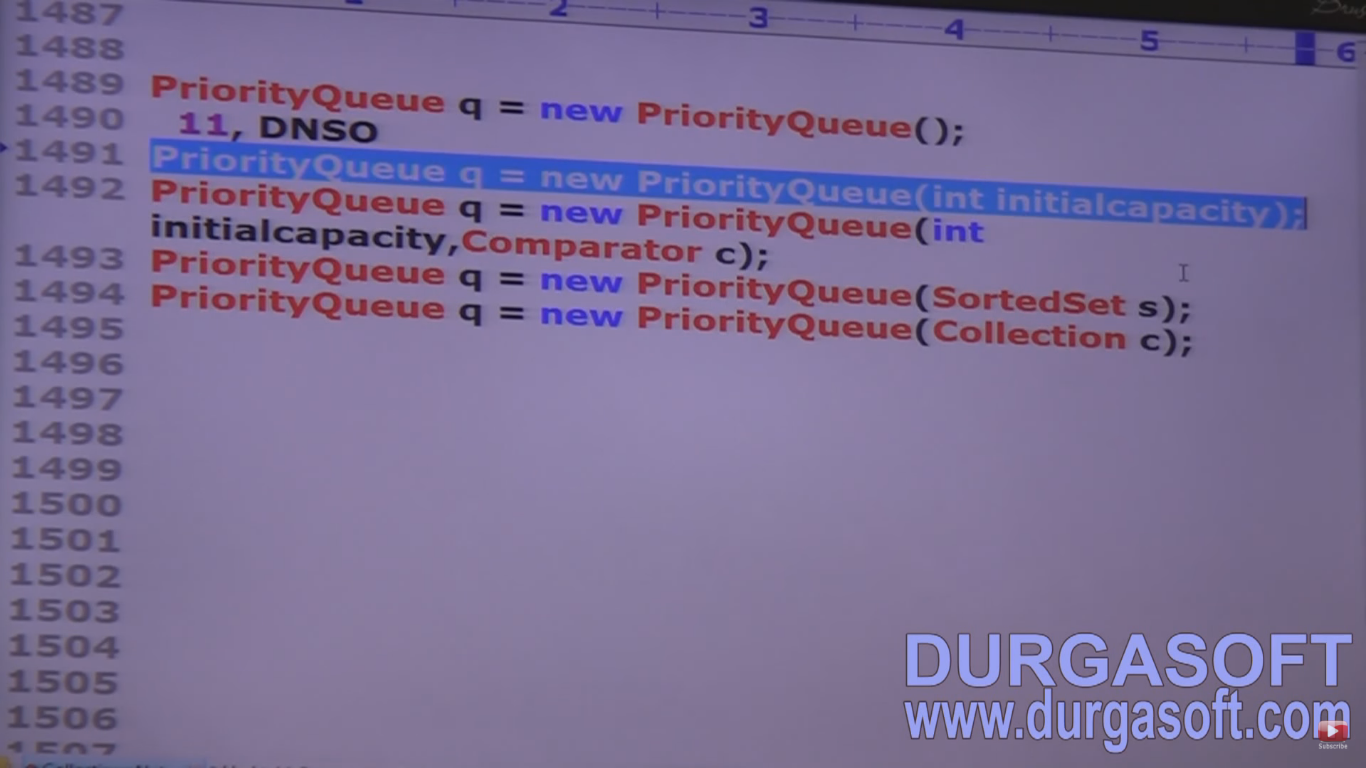 2 3 4 5 6
1487
1488
1489 PriorityQueue q = new PriorityQueue();
1490 11, DNSO
1491 PriorityQueue q = new PriorityQueue(int initialcapacity);
1492 PriorityQueue q = new PriorityQueue(int
initialcapacity,Comparator c);
1493 PriorityQueue q = new PriorityQueue(SortedSet s);
1494 PriorityQueue q = new PriorityQueue(Collection c);
1495
1496
1497
1498
1499
1500
1501
1502
1503
1504
1505
1506
1507
DURGASOFT
www.durgasoft.com
Subscribe